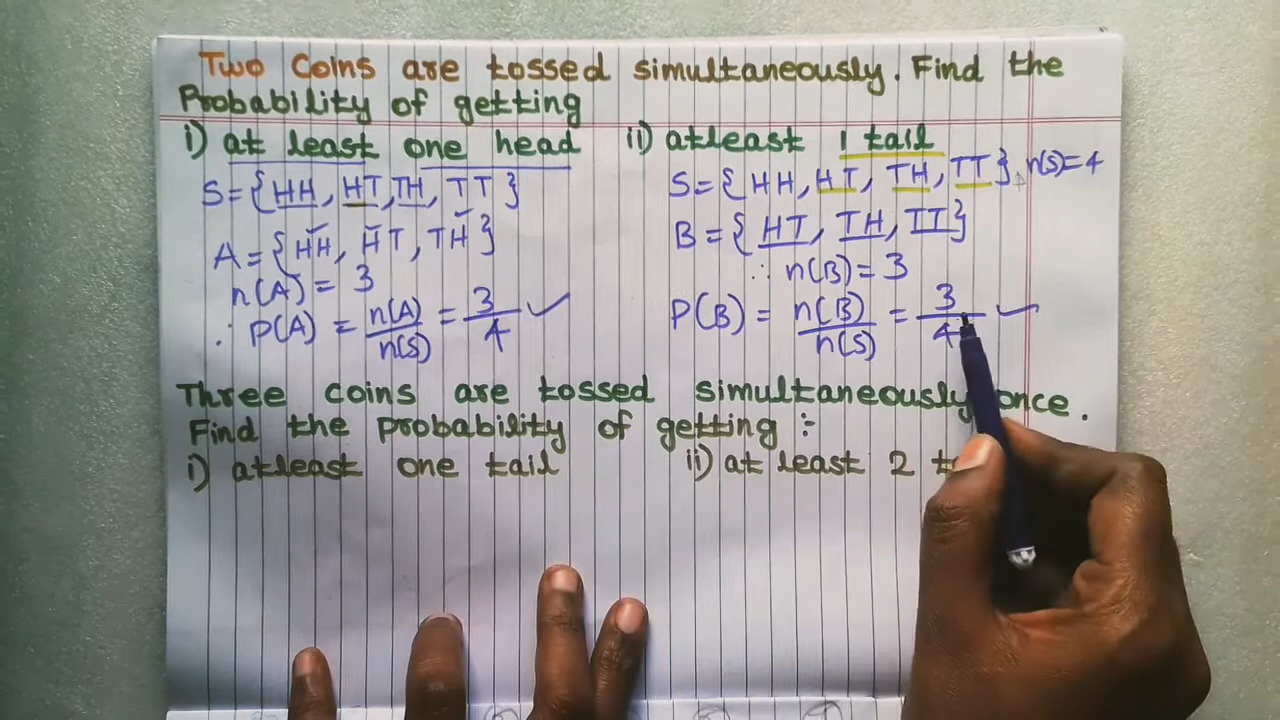 Two Coins are tossed simultaneously. Find the
Probability of getting
i) at least one head
S = {HH, HT, TH, TT}
A = {HH, HT, TH}
n(A) = 3
∴ P(A) = n(A)/n(S) = 3/4 ✓
ii) atleast 1 tail
S = {HH, HT, TH, TT}, n(S) = 4
B = {HT, TH, TT}
∴ n(B) = 3
P(B) = n(B)/n(S) = 3/4 ✓
Three coins are tossed simultaneously once.
Find the probability of getting :
i) atleast one tail
ii) at least 2